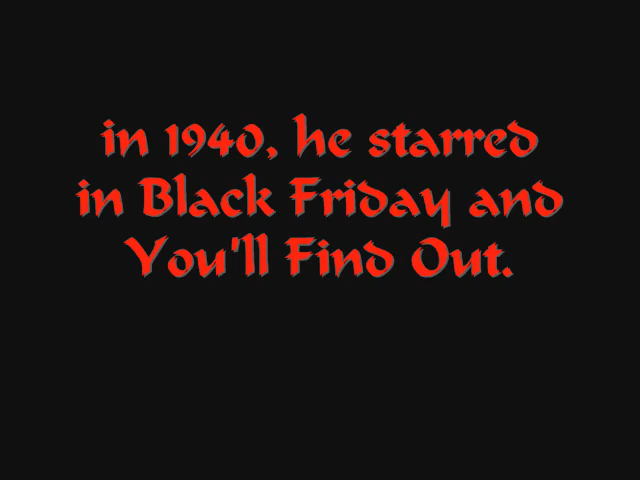 in 1940, he starred
in Black Friday and
You'll Find Out.